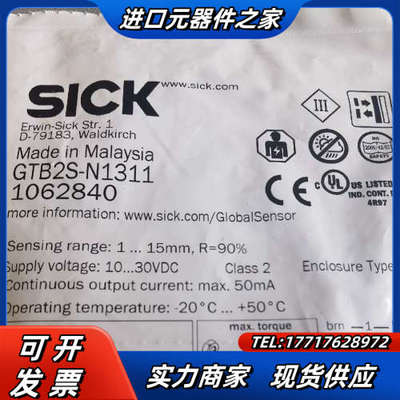 进口元器件之家
SICK
www.sick.com
Erwin-Sick Str. 1
D-79183, Waldkirch
Made in Malaysia
GTB2S-N1311
1062840
III
C UL US LISTED
IND. CONT. E
4R97
more information: www.sick.com/GlobalSensor
Sensing range: 1 ... 15mm, R=90%
Supply voltage: 10...30VDC Class 2 Enclosure Type
Continuous output current: max. 50mA
Operating temperature: -20° C ... +50°C
max. torque
brn —1—
可开发票
TEL:17717628972
实力商家 现货供应